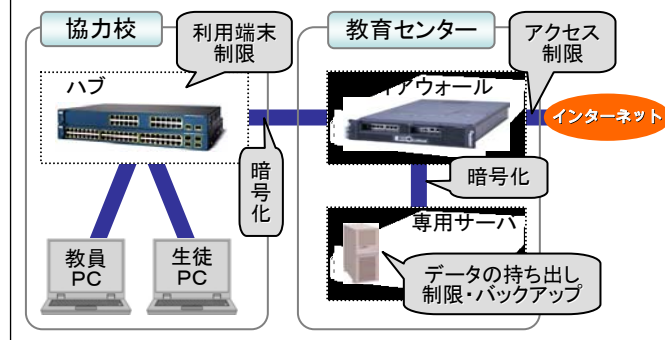 協力校
利用端末
制限
ハブ
暗
号
化
教員
PC
生徒
PC
教育センター
アクセス
制限
イアウォール
インターネット
暗号化
専用サーバ
データの持ち出し
制限・バックアップ